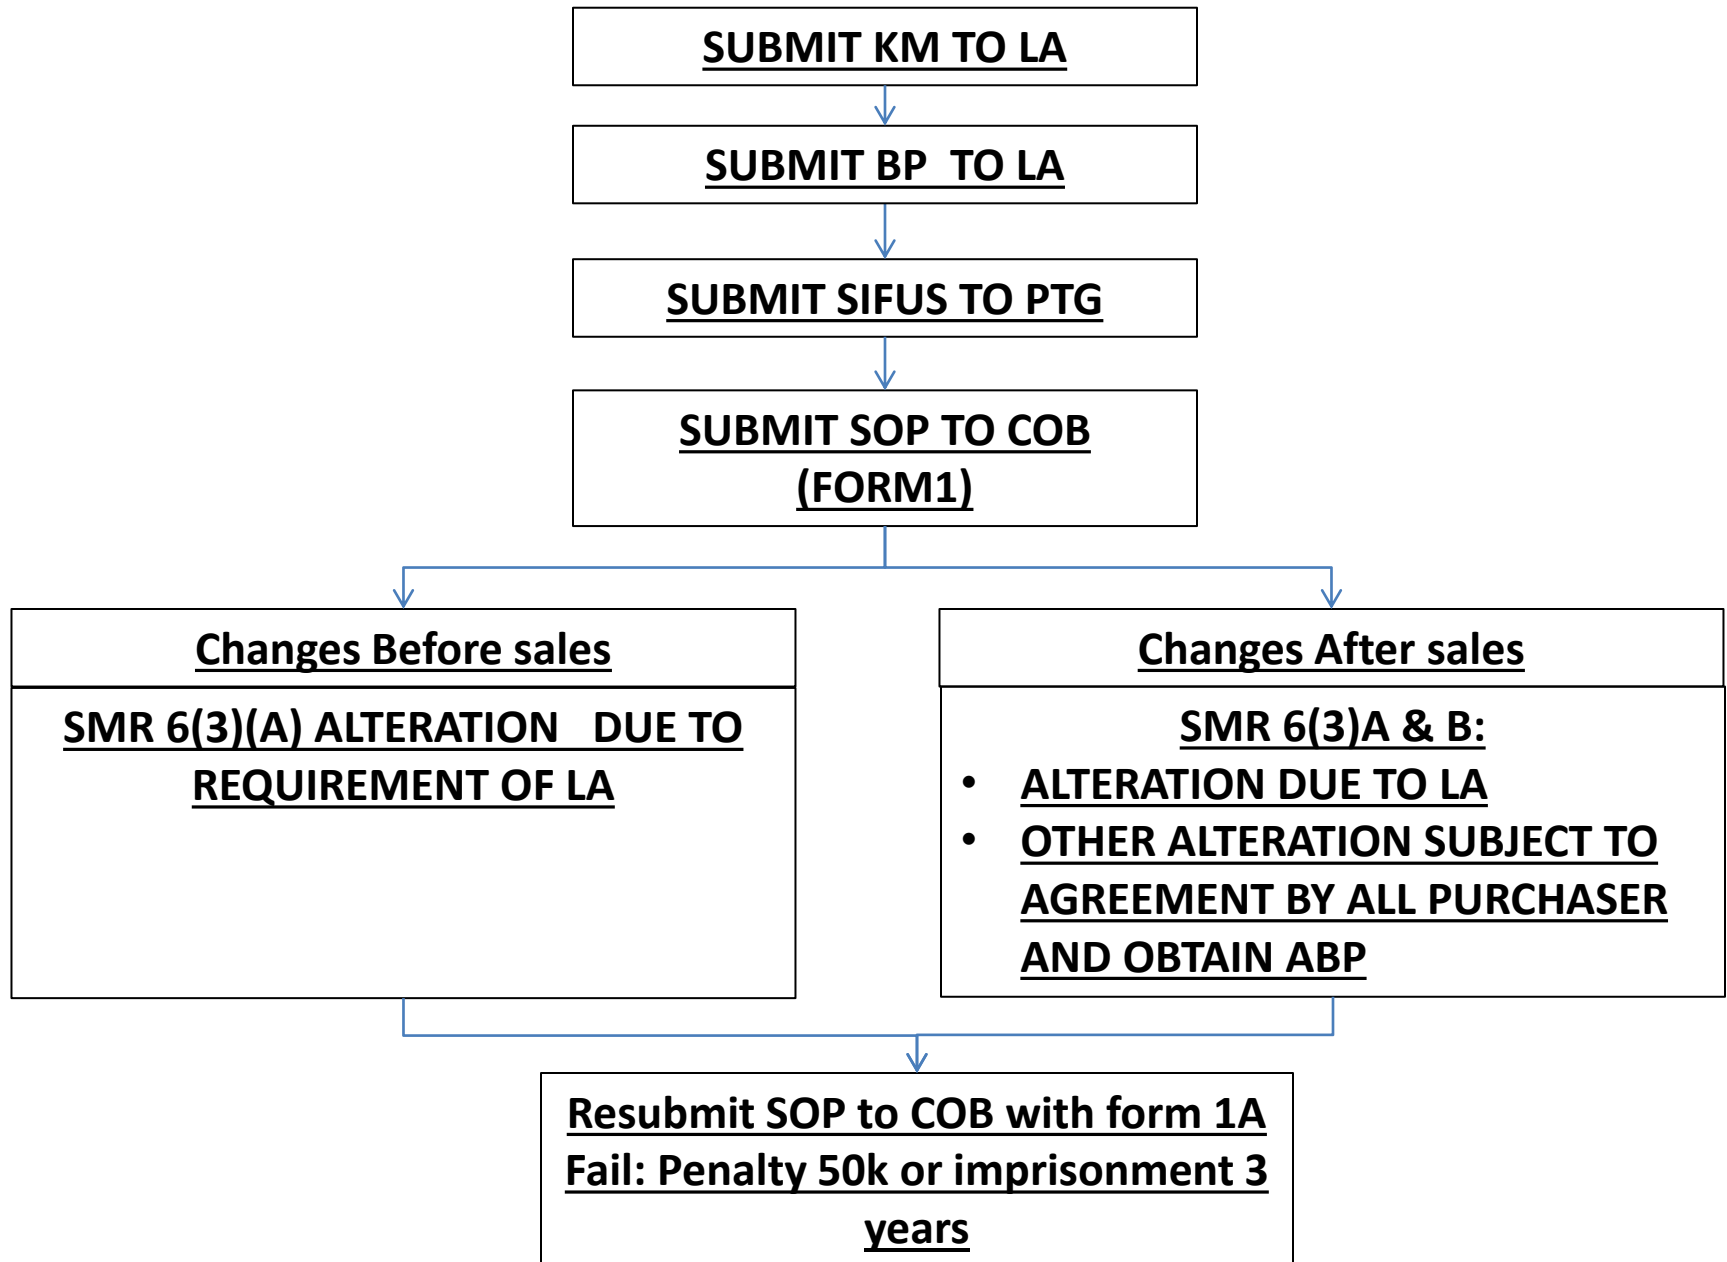 SUBMIT KM TO LA
SUBMIT BP  TO LA
SUBMIT SIFUS TO PTG
SUBMIT SOP TO COB
(FORM1)
Changes Before sales
SMR 6(3)(A) ALTERATION   DUE TO
REQUIREMENT OF LA
Changes After sales
SMR 6(3)A & B:
• ALTERATION DUE TO LA
• OTHER ALTERATION SUBJECT TO
AGREEMENT BY ALL PURCHASER
AND OBTAIN ABP
Resubmit SOP to COB with form 1A
Fail: Penalty 50k or imprisonment 3
years